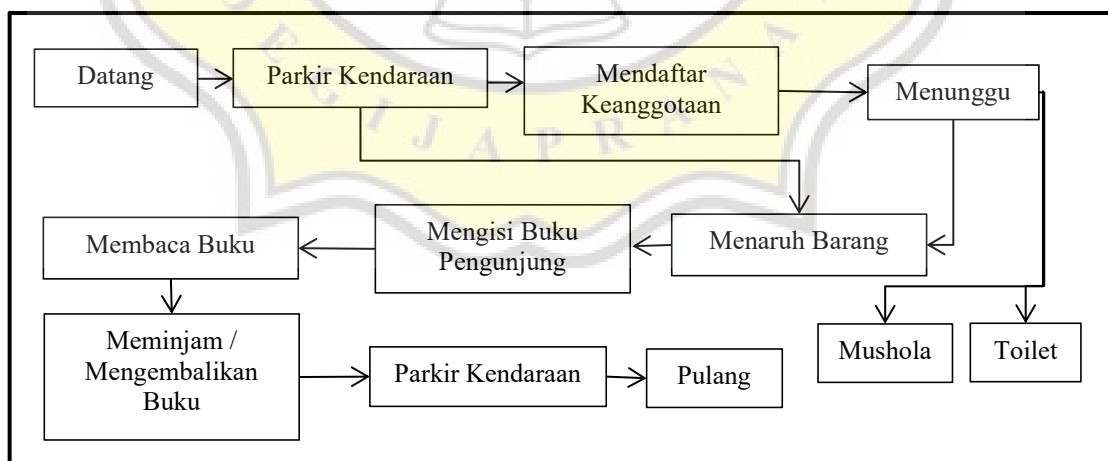 Datang
Parkir Kendaraan
Mendaftar
Keanggotaan
Menunggu
Membaca Buku
Mengisi Buku
Pengunjung
Menaruh Barang
Meminjam /
Mengembalikan
Buku
Parkir Kendaraan
Pulang
Mushola
Toilet
EGIJAPRANA